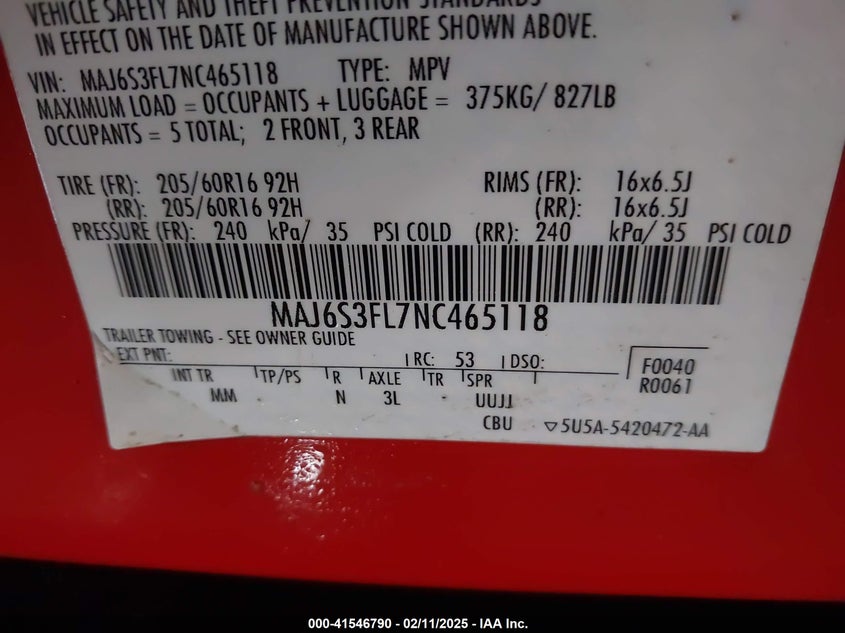 VEHICLE SAFETY AND THEFT PREVENTION STANDARDS
IN EFFECT ON THE DATE OF MANUFACTURE SHOWN ABOVE.
VIN: MAJ6S3FL7NC465118 TYPE: MPV
MAXIMUM LOAD = OCCUPANTS + LUGGAGE = 375KG/ 827LB
OCCUPANTS = 5 TOTAL; 2 FRONT, 3 REAR
TIRE (FR): 205/60R16 92H RIMS (FR): 16x6.5J
(RR): 205/60R16 92H (RR): 16x6.5J
PRESSURE (FR): 240 kPa/ 35 PSI COLD (RR): 240 kPa/ 35 PSI COLD
MAJ6S3FL7NC465118
TRAILER TOWING - SEE OWNER GUIDE
EXT PNT: RC: 53 DSO: F0040
R0061
INT TR TP/PS R AXLE TR SPR
MM N 3L UUJJ
CBU ▽5U5A-5420472-AA
000-41546790 - 02/11/2025 - IAA Inc.